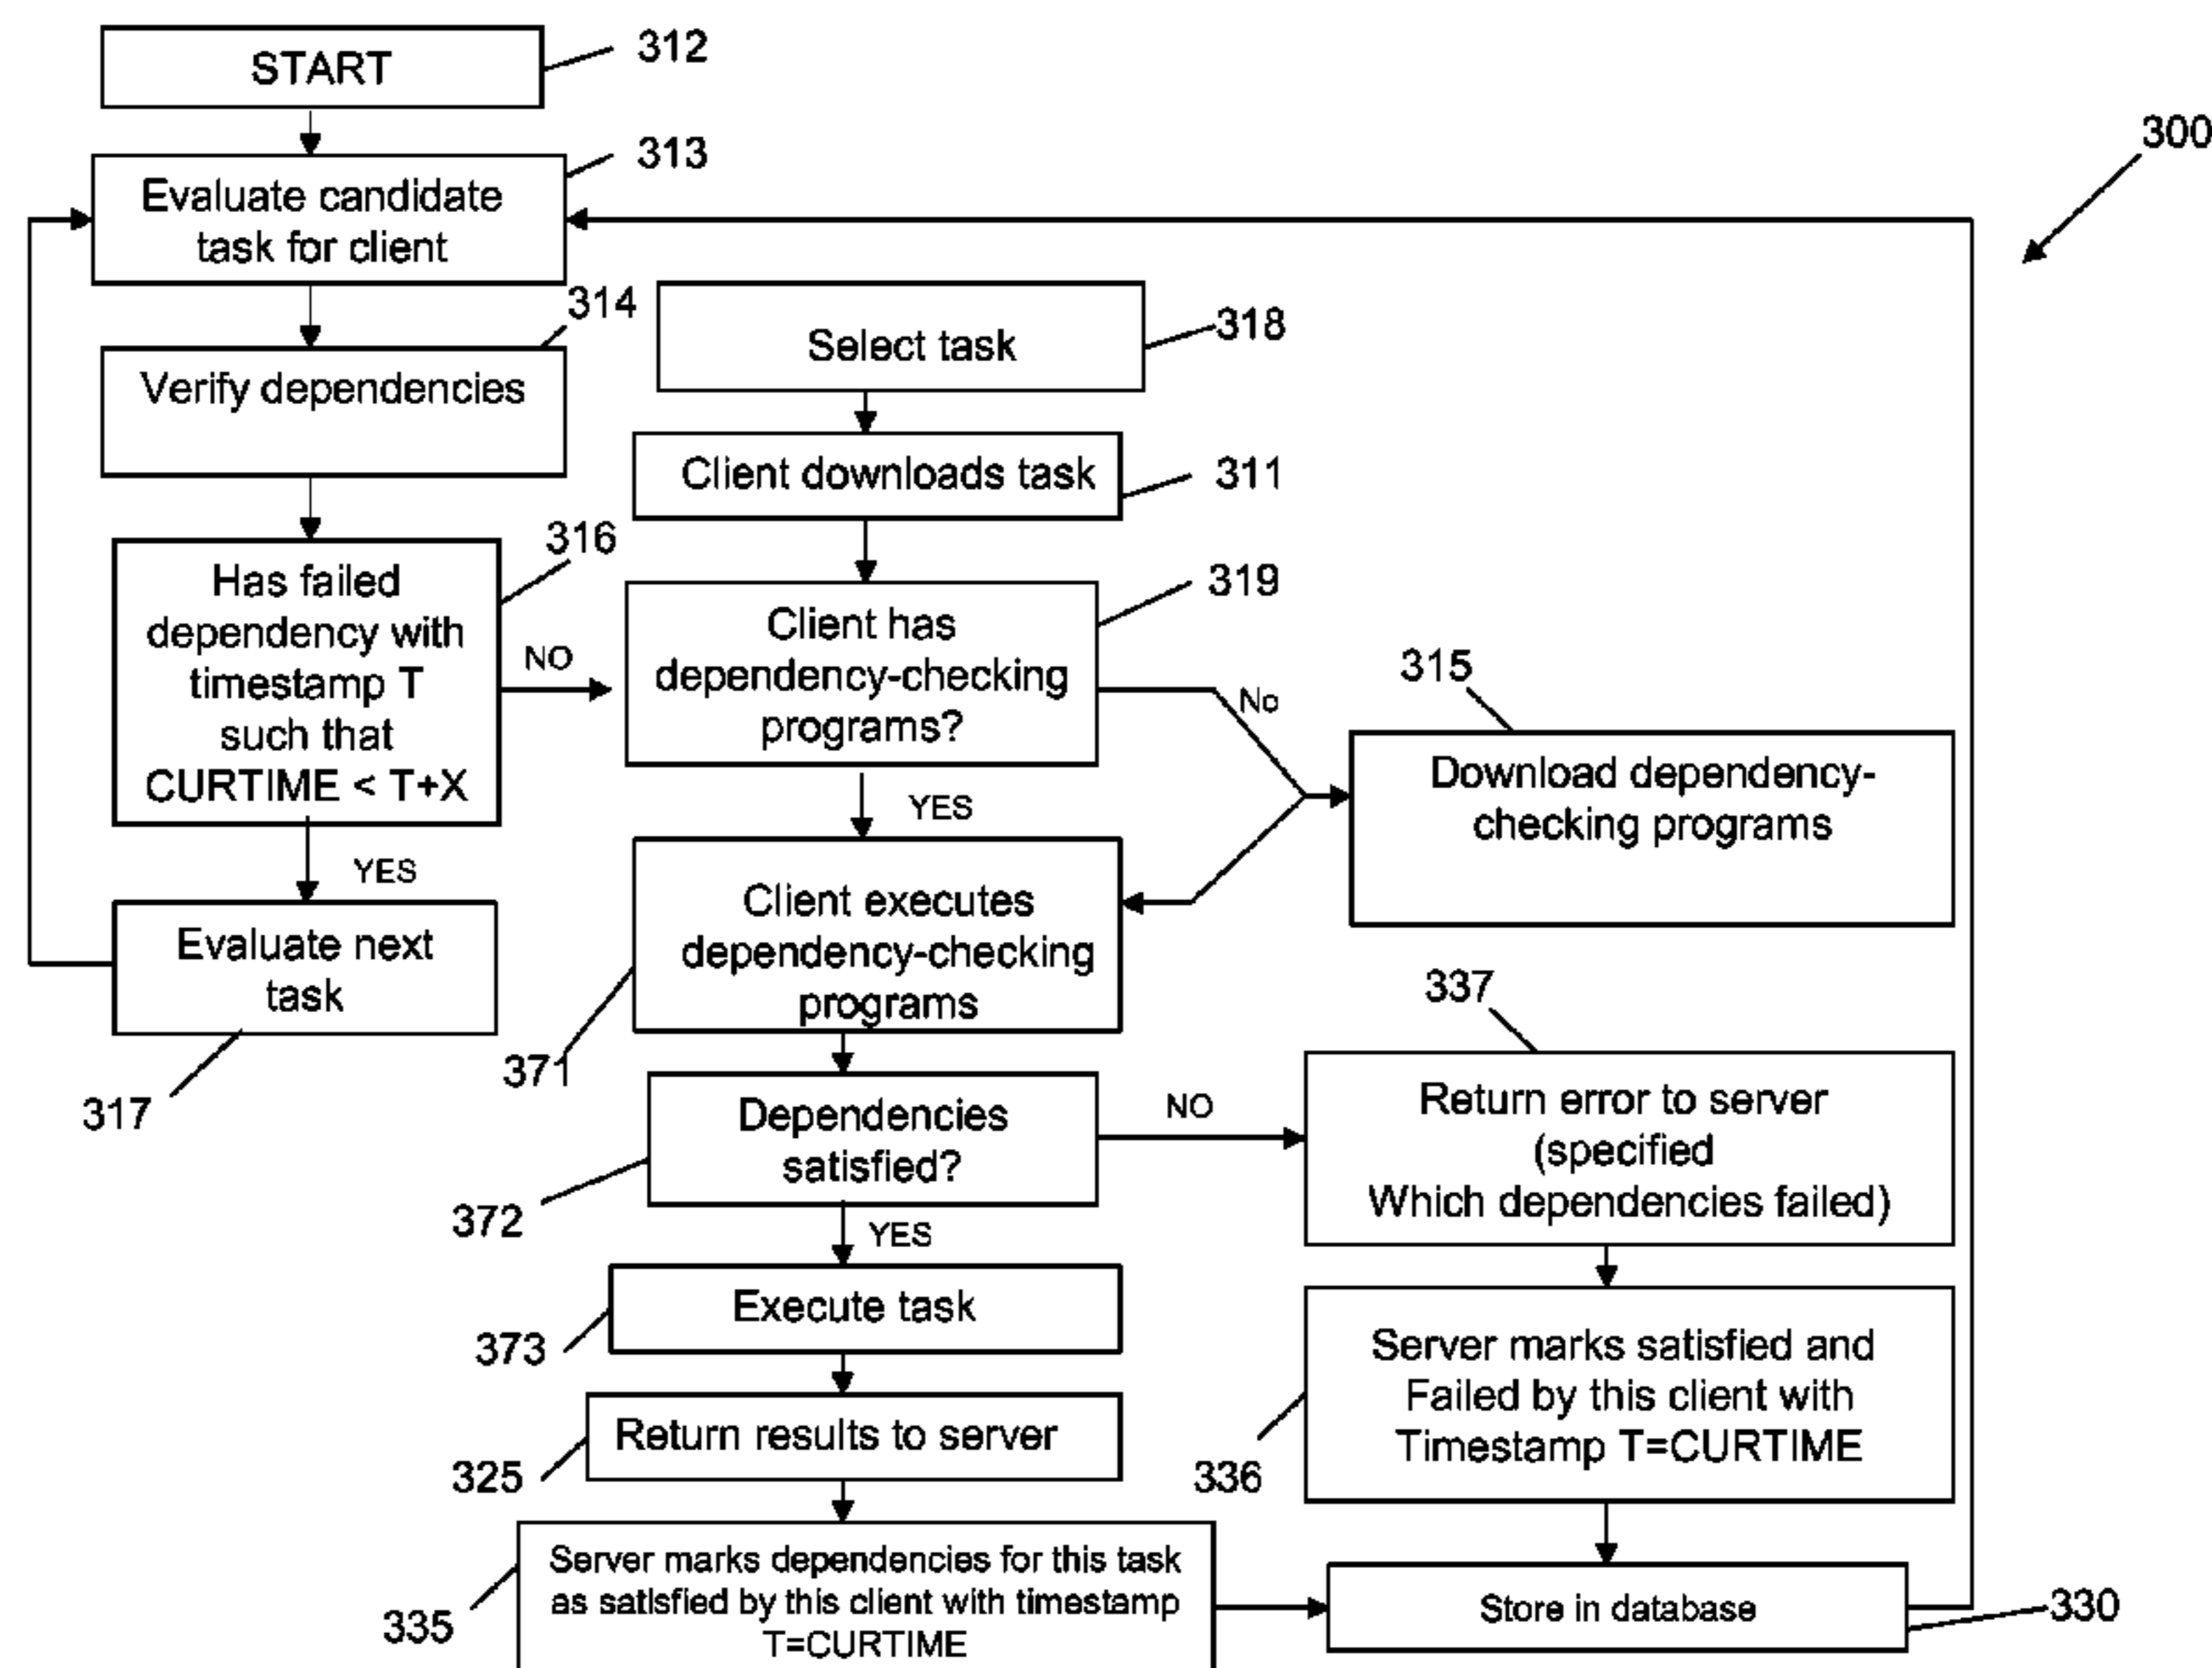 START
312
313
300
Evaluate candidate
task for client
314
Verify dependencies
Select task
318
Client downloads task
311
316
Has failed
dependency with
timestamp T
such that
CURTIME < T+X
NO
YES
319
Client has
dependency-checking
programs?
No
YES
315
Download dependency-
checking programs
Evaluate next
task
317
Client executes
dependency-checking
programs
371
337
Dependencies
satisfied?
372
NO
YES
Return error to server
(specified
Which dependencies failed)
Execute task
373
Server marks satisfied and
Failed by this client with
Timestamp T=CURTIME
336
Return results to server
325
Server marks dependencies for this task
as satisfied by this client with timestamp
T=CURTIME
335
Store in database
330